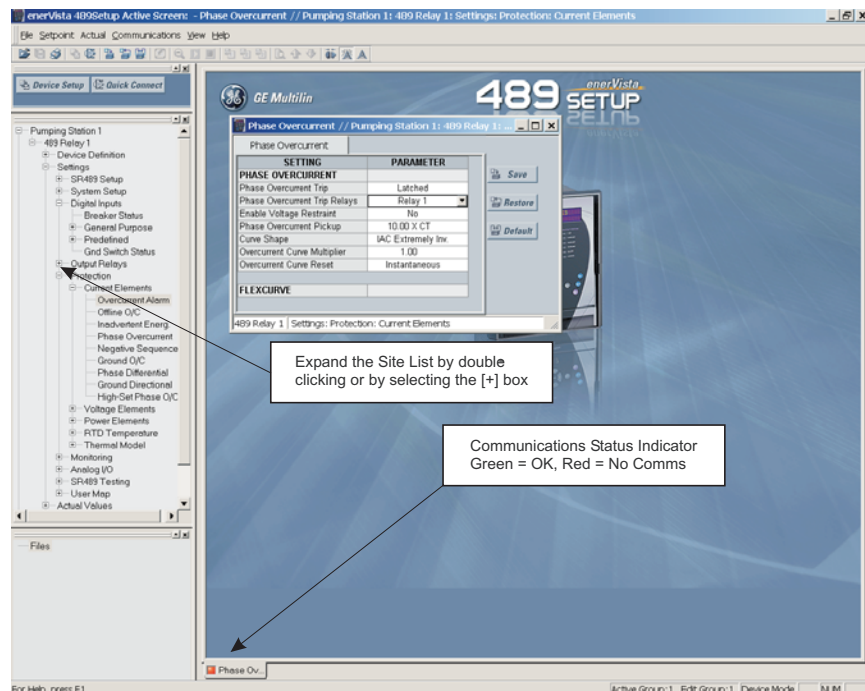 enerVista 489Setup Active Screen: - Phase Overcurrent // Pumping Station 1: 489 Relay 1: Settings: Protection: Current Elements
File Setpoint Actual Communications View Help
Device Setup Quick Connect
Pumping Station 1
489 Relay 1
Device Definition
Settings
SR489 Setup
System Setup
Digital Inputs
Breaker Status
General Purpose
Predefined
Gnd Switch Status
Output Relays
Protection
Current Elements
Overcurrent Alarm
Offline O/C
Inadvertent Energ.
Phase Overcurrent
Negative Sequence
Ground O/C
Phase Differential
Ground Directional
High-Set Phase O/C
Voltage Elements
Power Elements
RTD Temperature
Thermal Model
Monitoring
Analog I/O
SR489 Testing
User Map
Actual Values
Files
GE Multilin
enerVista
489 SETUP
Phase Overcurrent // Pumping Station 1: 489 Relay 1: ...
Phase Overcurrent
SETTING PARAMETER
PHASE OVERCURRENT
Phase Overcurrent Trip Latched
Phase Overcurrent Trip Relays Relay 1
Enable Voltage Restraint No
Phase Overcurrent Pickup 10.00 X CT
Curve Shape IAC Extremely Inv.
Overcurrent Curve Multiplier 1.00
Overcurrent Curve Reset Instantaneous
FLEXCURVE
Save
Restore
Default
489 Relay 1 Settings: Protection: Current Elements
Expand the Site List by double
clicking or by selecting the [+] box
Communications Status Indicator
Green = OK, Red = No Comms
Phase Ov...
For Help, press F1
Active Group: 1 Edit Group: 1 Device Mode NUM